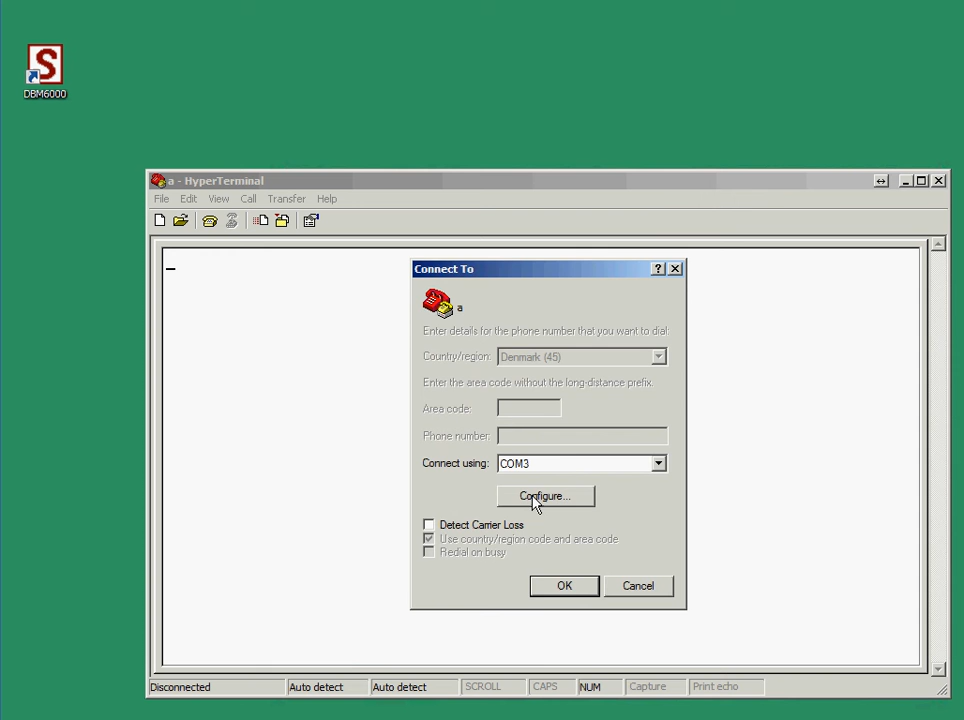 S
DBM6000
a - HyperTerminal
File Edit View Call Transfer Help
Connect To
a
Enter details for the phone number that you want to dial:
Country/region: Denmark (45)
Enter the area code without the long-distance prefix.
Area code:
Phone number:
Connect using: COM3
Configure...
Detect Carrier Loss
Use country/region code and area code
Redial on busy
OK Cancel
Disconnected Auto detect Auto detect SCROLL CAPS NUM Capture Print echo